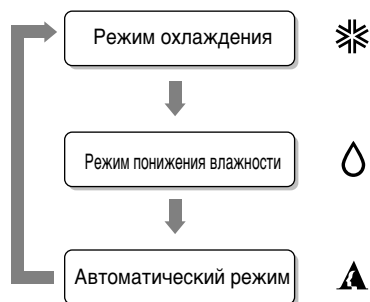 Режим охлаждения
Режим понижения влажности
Автоматический режим